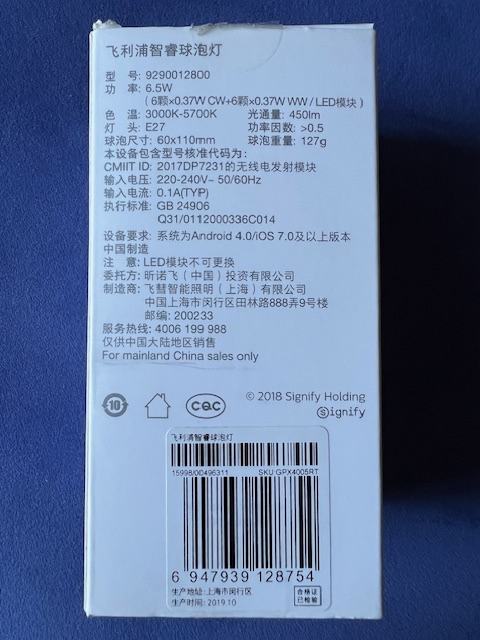 飞利浦智睿球泡灯
型 号: 9290012800
功 率: 6.5W
( 6颗×0.37W CW+6颗×0.37W WW / LED模块 )
色 温: 3000K-5700K 光通量: 450lm
灯 头: E27 功率因数: >0.5
球泡尺寸: 60x110mm 球泡重量: 127g
本设备包含型号核准代码为:
CMIIT ID: 2017DP7231的无线电发射模块
输入电压: 220-240V~ 50/60Hz
输入电流: 0.1A(TYP)
执行标准: GB 24906
Q31/0112000336C014
设备要求: 系统为Android 4.0/iOS 7.0及以上版本
中国制造
注 意: LED模块不可更换
委托方: 昕诺飞（中国）投资有限公司
制造商: 飞彗智能照明（上海）有限公司
中国上海市闵行区田林路888弄9号楼
邮编: 200233
服务热线: 4006 199 988
仅供中国大陆地区销售
For mainland China sales only
10
CQC
© 2018 Signify Holding
Signify
飞利浦智睿球泡灯
15998/00496311 SKU:GPX4005RT
6 947939 128754
生产地址: 上海市闵行区
生产时间: 2019.10
合格证
已检验